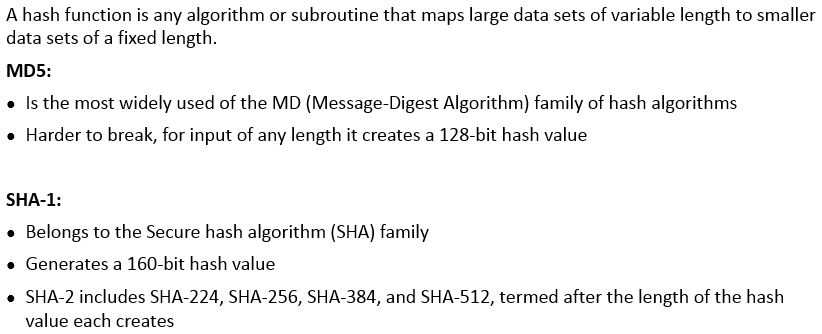 A hash function is any algorithm or subroutine that maps large data sets of variable length to smaller
data sets of a fixed length.
MD5:
• Is the most widely used of the MD (Message-Digest Algorithm) family of hash algorithms
• Harder to break, for input of any length it creates a 128-bit hash value
SHA-1:
• Belongs to the Secure hash algorithm (SHA) family
• Generates a 160-bit hash value
• SHA-2 includes SHA-224, SHA-256, SHA-384, and SHA-512, termed after the length of the hash
value each creates